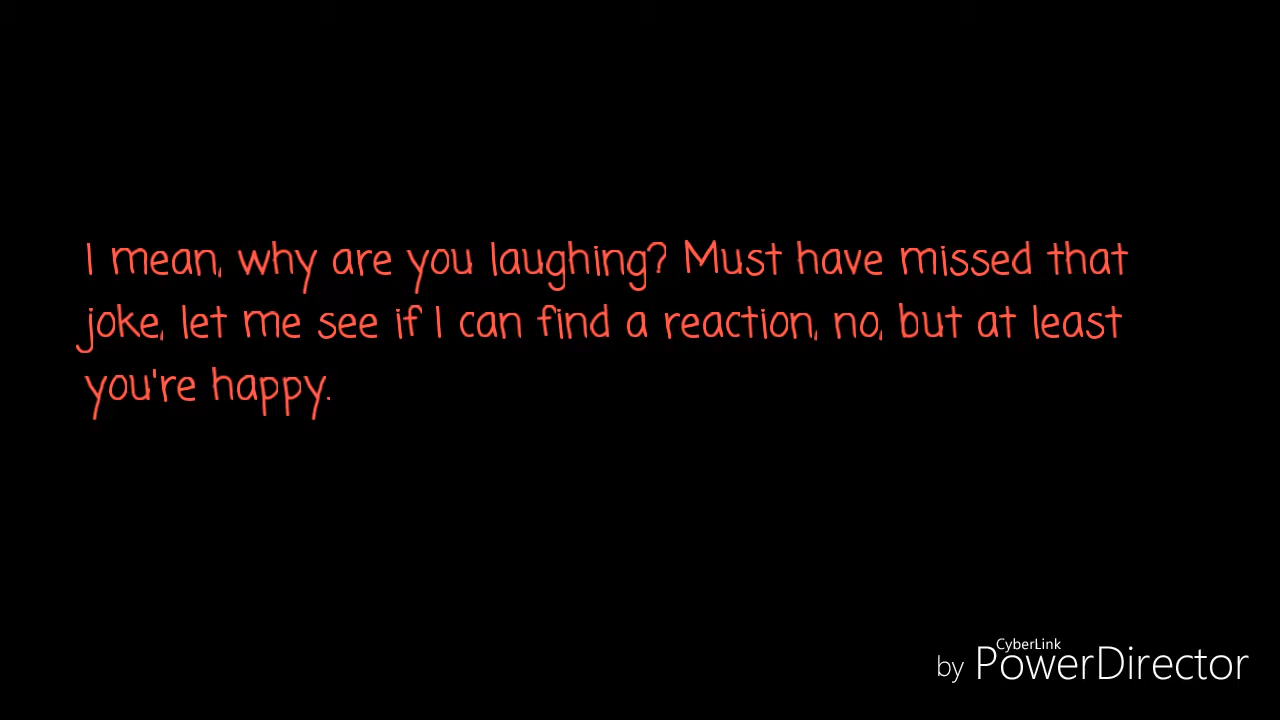 I mean, why are you laughing? Must have missed that
joke, let me see if I can find a reaction, no, but at least
you're happy.
CyberLink
by PowerDirector